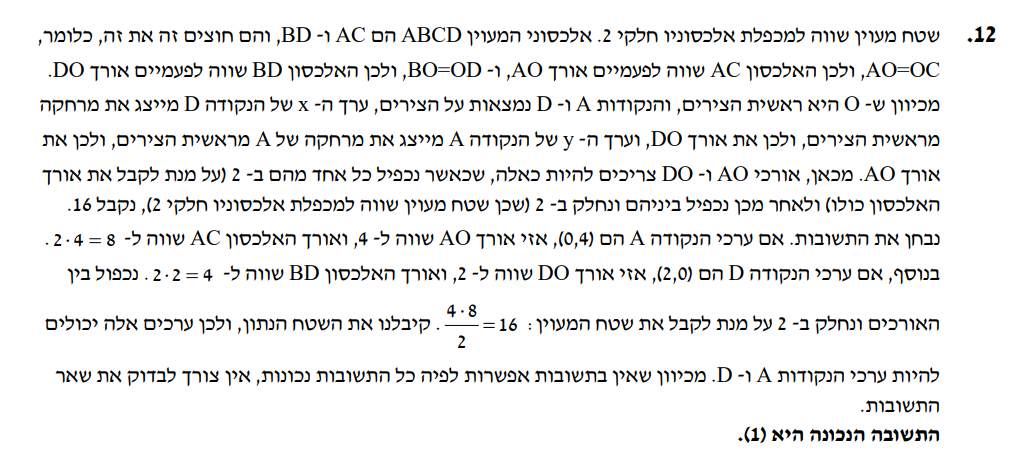 12. שטח מעוין שווה למכפלת אלכסוניו חלקי 2. אלכסוני המעוין ABCD הם AC ו- BD, והם חוצים זה את זה, כלומר,
AO=OC, ולכן האלכסון AC שווה לפעמיים אורך AO, ו- BO=OD, ולכן האלכסון BD שווה לפעמיים אורך DO.
מכיוון ש- O היא ראשית הצירים, והנקודות A ו- D נמצאות על הצירים, ערך ה- x של הנקודה D מייצג את מרחקה
מראשית הצירים, ולכן את אורך DO, וערך ה- y של הנקודה A מייצג את מרחקה של A מראשית הצירים, ולכן את
אורך AO. מכאן, אורכי AO ו- DO צריכים להיות כאלה, שכאשר נכפיל כל אחד מהם ב- 2 (על מנת לקבל את אורך
האלכסון כולו) ולאחר מכן נכפיל ביניהם ונחלק ב- 2 (שכן שטח מעוין שווה למכפלת אלכסוניו חלקי 2), נקבל 16.
נבחן את התשובות. אם ערכי הנקודה A הם (0,4), אזי אורך AO שווה ל- 4, ואורך האלכסון AC שווה ל- 2·4 = 8 .
בנוסף, אם ערכי הנקודה D הם (2,0), אזי אורך DO שווה ל- 2, ואורך האלכסון BD שווה ל- 2·2 = 4 . נכפול בין
האורכים ונחלק ב- 2 על מנת לקבל את שטח המעוין : 4·8/2 = 16 . קיבלנו את השטח הנתון, ולכן ערכים אלה יכולים
להיות ערכי הנקודות A ו- D. מכיוון שאין בתשובות אפשרות לפיה כל התשובות נכונות, אין צורך לבדוק את שאר
התשובות.
התשובה הנכונה היא (1).